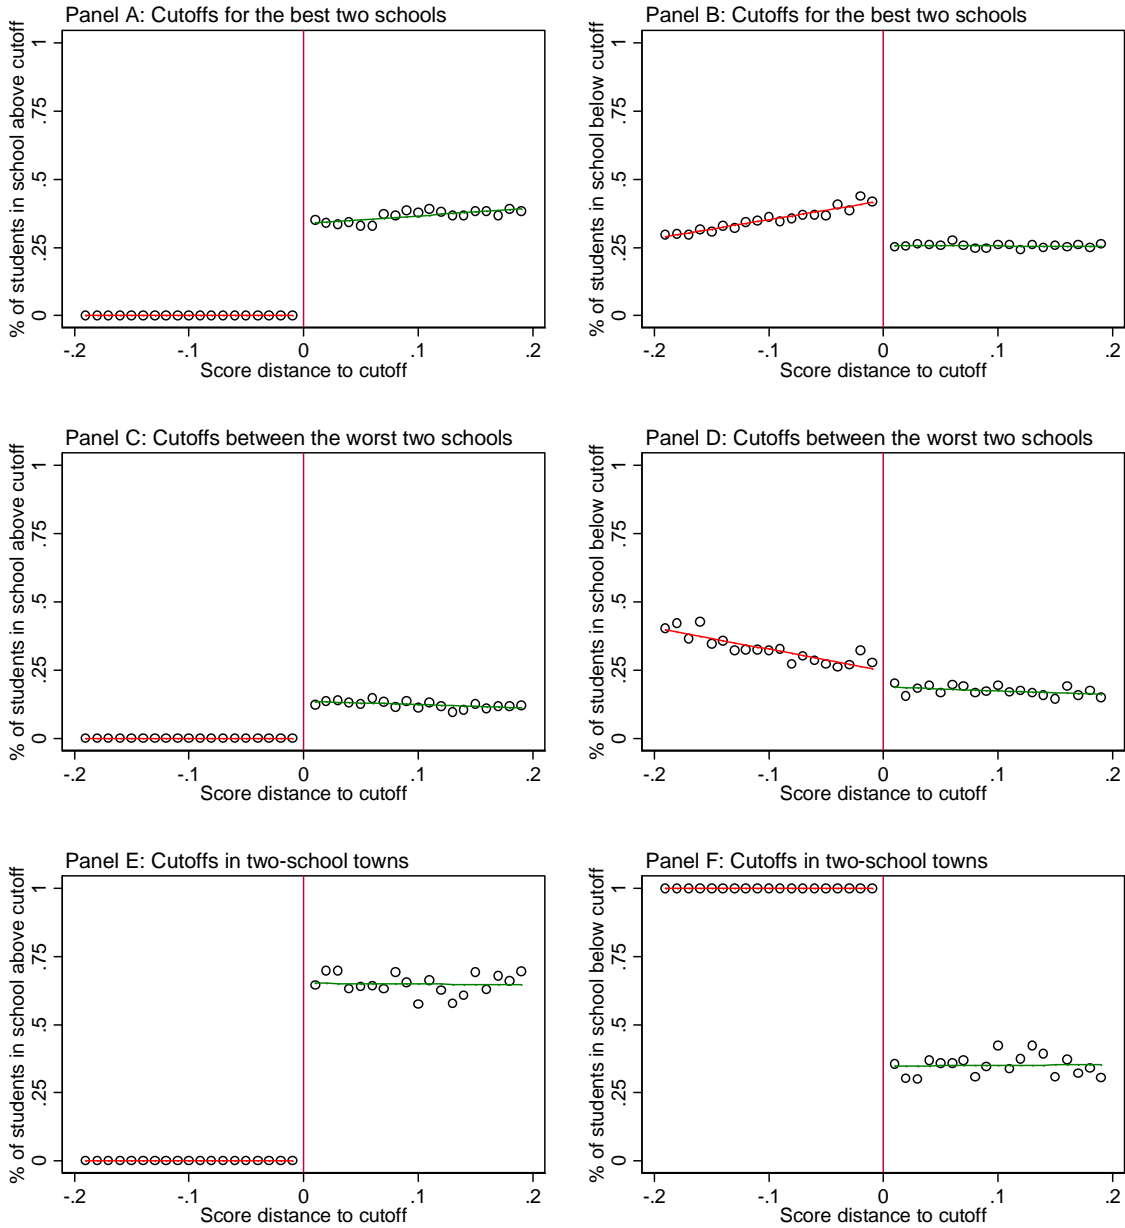 Panel A: Cutoffs for the best two schools
% of students in school above cutoff
1
.75
.5
.25
0
-.2 -.1 0 .1 .2
Score distance to cutoff
Panel B: Cutoffs for the best two schools
% of students in school below cutoff
1
.75
.5
.25
0
-.2 -.1 0 .1 .2
Score distance to cutoff
Panel C: Cutoffs between the worst two schools
% of students in school above cutoff
1
.75
.5
.25
0
-.2 -.1 0 .1 .2
Score distance to cutoff
Panel D: Cutoffs between the worst two schools
% of students in school below cutoff
1
.75
.5
.25
0
-.2 -.1 0 .1 .2
Score distance to cutoff
Panel E: Cutoffs in two-school towns
% of students in school above cutoff
1
.75
.5
.25
0
-.2 -.1 0 .1 .2
Score distance to cutoff
Panel F: Cutoffs in two-school towns
% of students in school below cutoff
1
.75
.5
.25
0
-.2 -.1 0 .1 .2
Score distance to cutoff